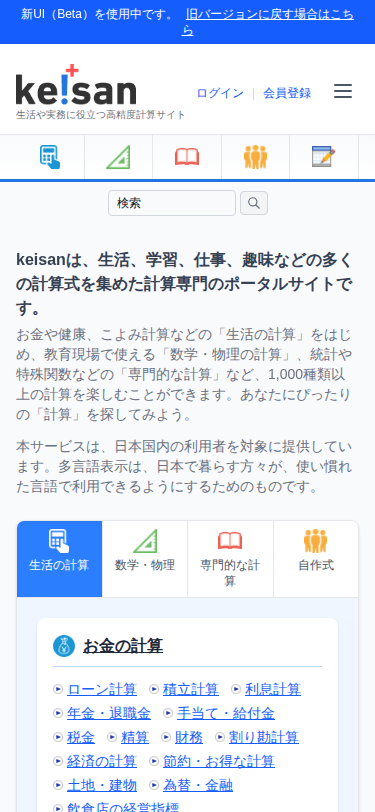 新UI（Beta）を使用中です。 旧バージョンに戻す場合はこち
ら
keisan
生活や実務に役立つ高精度計算サイト
ログイン | 会員登録
検索
keisanは、生活、学習、仕事、趣味などの多く
の計算式を集めた計算専門のポータルサイトで
す。
お金や健康、こよみ計算などの「生活の計算」をはじ
め、教育現場で使える「数学・物理の計算」、統計や
特殊関数などの「専門的な計算」など、1,000種類以
上の計算を楽しむことができます。あなたにぴったり
の「計算」を探してみよう。
本サービスは、日本国内の利用者を対象に提供してい
ます。多言語表示は、日本で暮らす方々が、使い慣れ
た言語で利用できるようにするためのものです。
生活の計算 数学・物理 専門的な計 自作式
算
お金の計算
ローン計算 積立計算 利息計算
年金・退職金 手当て・給付金
税金 精算 財務 割り勘計算
経済の計算 節約・お得な計算
土地・建物 為替・金融
飲食店の経営指標